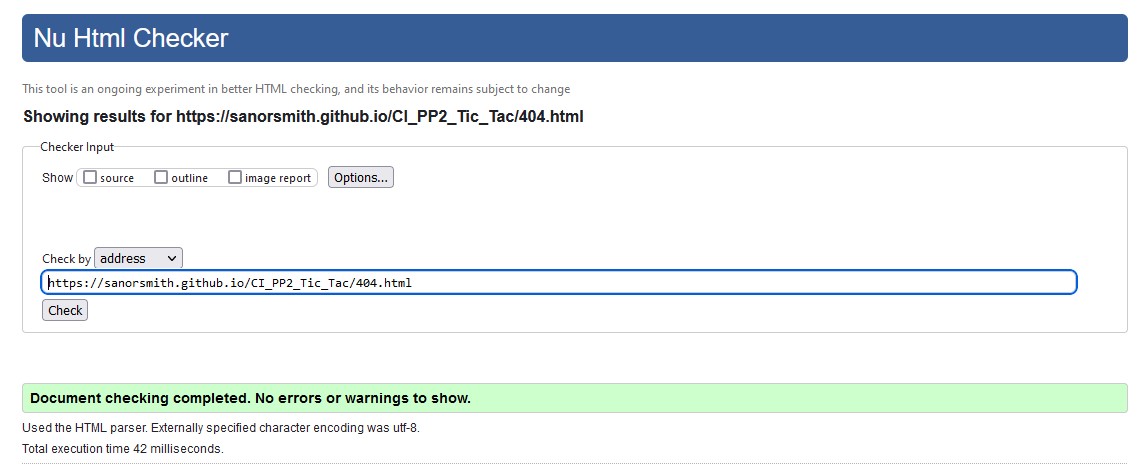 Nu Html Checker
This tool is an ongoing experiment in better HTML checking, and its behavior remains subject to change
Showing results for https://sanorsmith.github.io/CI_PP2_Tic_Tac/404.html
Checker Input
Show source outline image report Options...
Check by address
https://sanorsmith.github.io/CI_PP2_Tic_Tac/404.html
Check
Document checking completed. No errors or warnings to show.
Used the HTML parser. Externally specified character encoding was utf-8.
Total execution time 42 milliseconds.